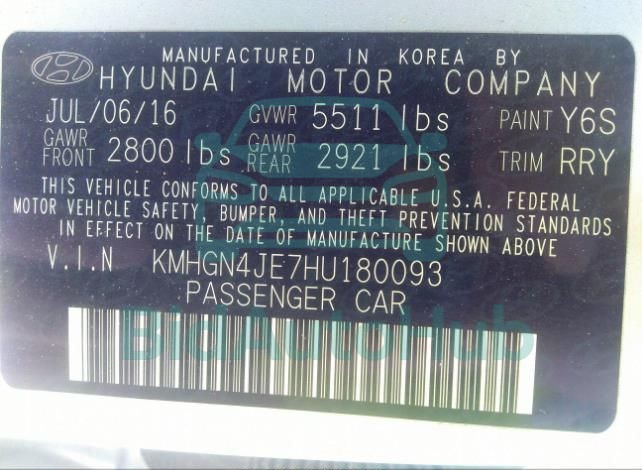 MANUFACTURED IN KOREA BY
HYUNDAI MOTOR COMPANY
JUL/06/16 GVWR 5511 lbs PAINT Y6S
GAWR FRONT 2800 lbs GAWR REAR 2921 lbs TRIM RRY
THIS VEHICLE CONFORMS TO ALL APPLICABLE U.S.A. FEDERAL
MOTOR VEHICLE SAFETY, BUMPER, AND THEFT PREVENTION STANDARDS
IN EFFECT ON THE DATE OF MANUFACTURE SHOWN ABOVE
V.I.N KMHGN4JE7HU180093
PASSENGER CAR
BidAutoHub